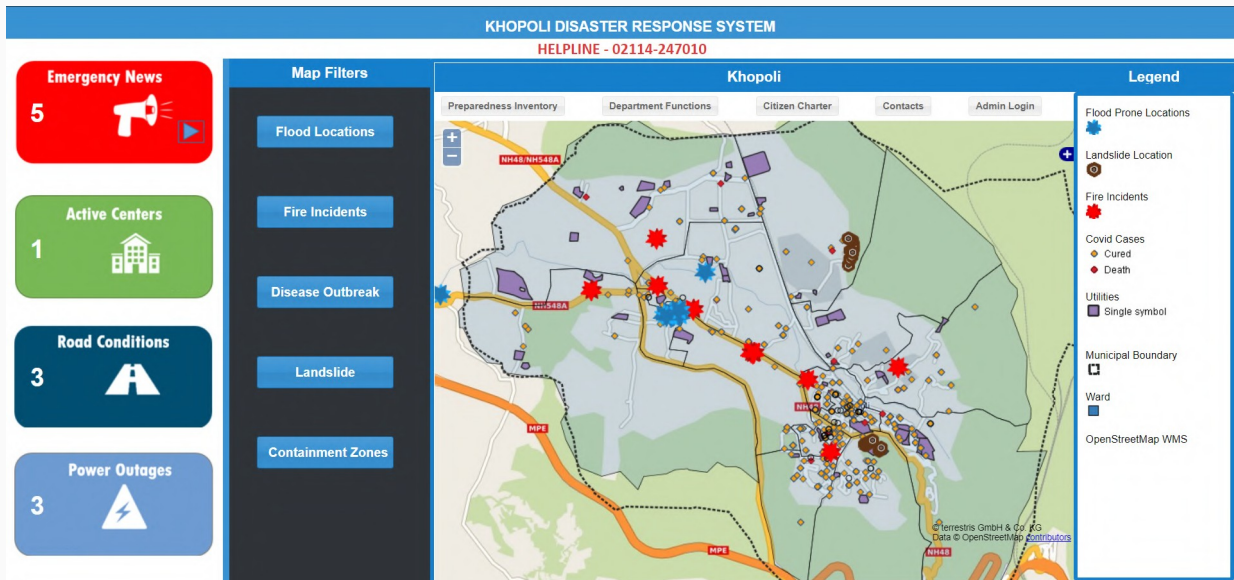 KHOPOLI DISASTER RESPONSE SYSTEM
HELPLINE - 02114-247010
Emergency News
5
Active Centers
1
Road Conditions
3
Power Outages
3
Map Filters
Flood Locations
Fire Incidents
Disease Outbreak
Landslide
Containment Zones
Khopoli
Preparedness Inventory
Department Functions
Citizen Charter
Contacts
Admin Login
+
−
NH48/NH548A
NH548A
MPE
NH48
MPE
NH48
© terrestris GmbH & Co. KG
Data © OpenStreetMap contributors
Legend
Flood Prone Locations
Landslide Location
Fire Incidents
Covid Cases
Cured
Death
Utilities
Single symbol
Municipal Boundary
Ward
OpenStreetMap WMS